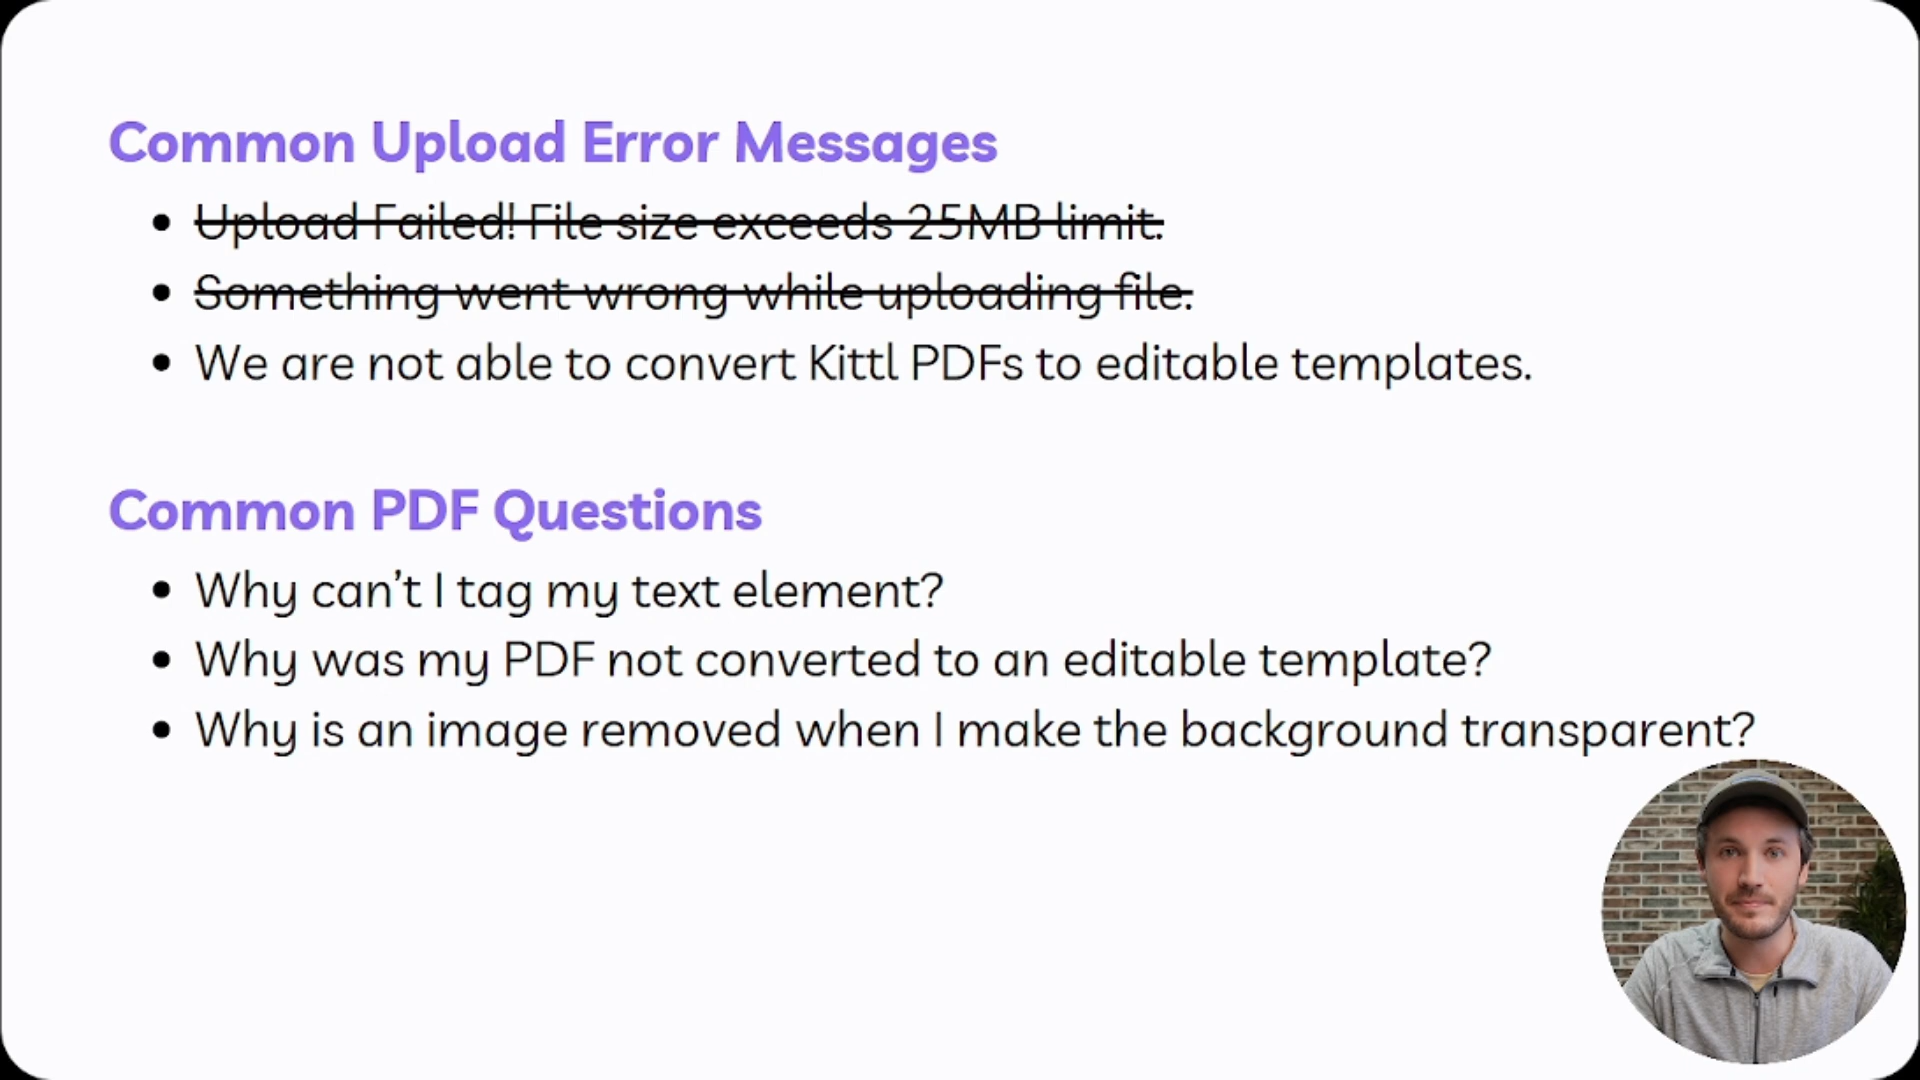 Common Upload Error Messages
Upload Failed! File size exceeds 25MB limit.
Something went wrong while uploading file.
We are not able to convert Kittl PDFs to editable templates.
Common PDF Questions
Why can’t I tag my text element?
Why was my PDF not converted to an editable template?
Why is an image removed when I make the background transparent?